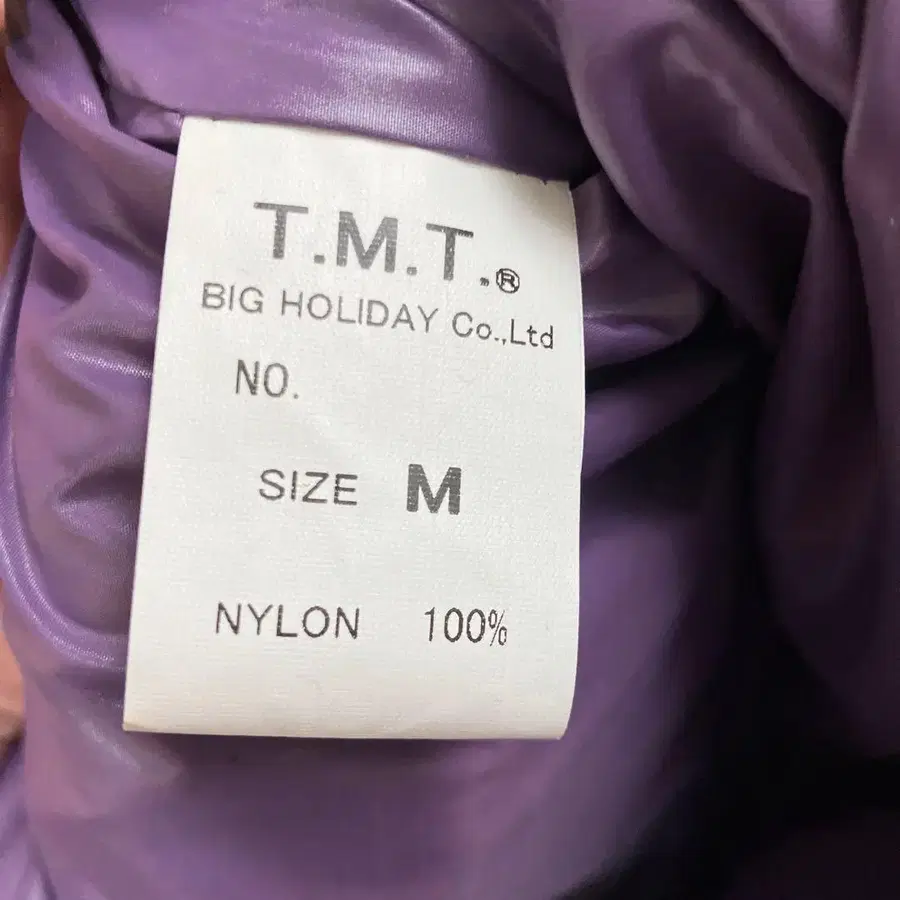 T.M.T.®
BIG HOLIDAY Co.,Ltd
NO.
SIZE M
NYLON 100%